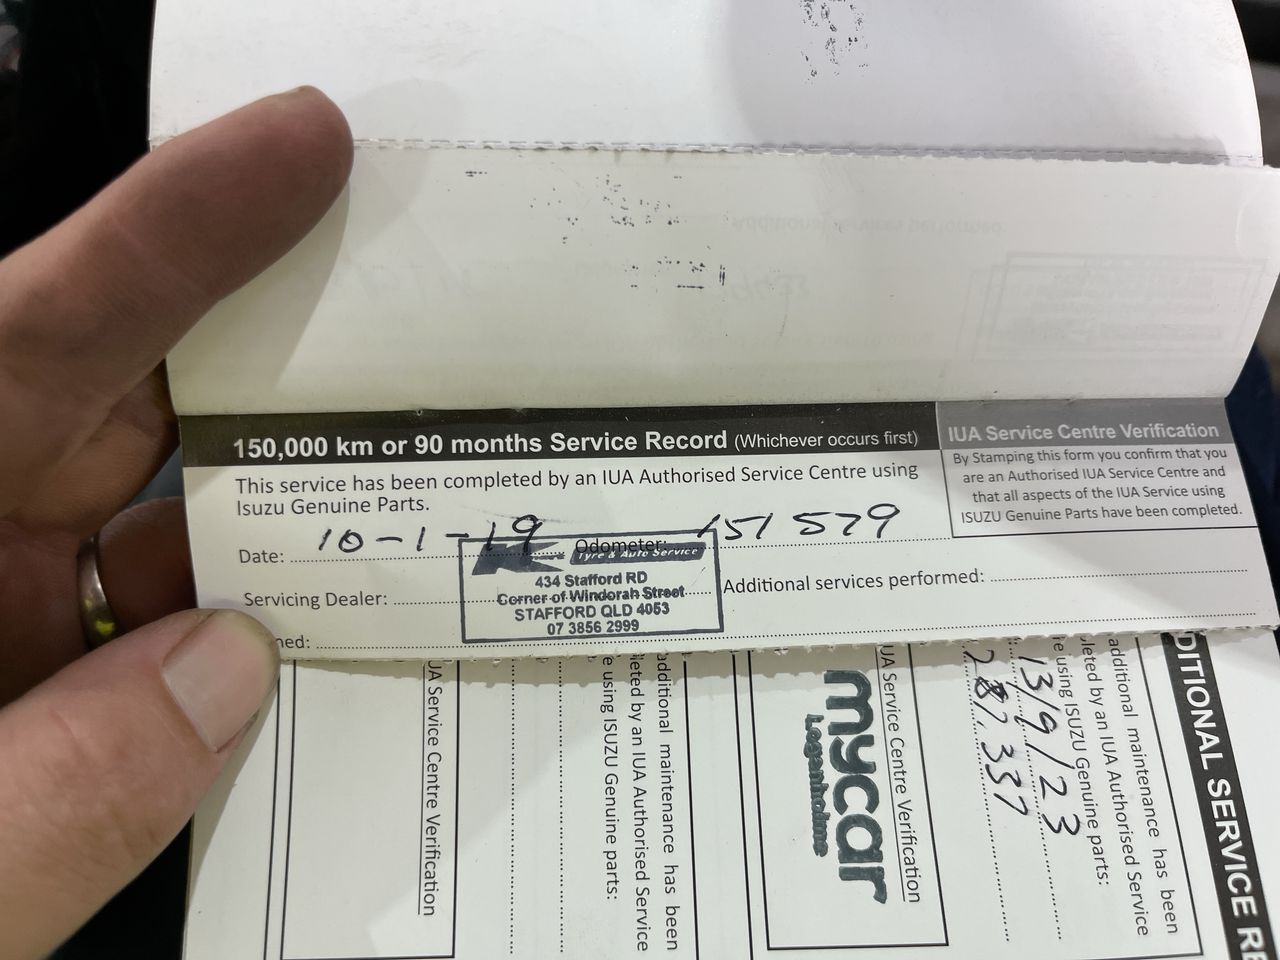 150,000 km or 90 months Service Record (Whichever occurs first)
IUA Service Centre Verification
By Stamping this form you confirm that you
are an Authorised IUA Service Centre and
that all aspects of the IUA Service using
ISUZU Genuine Parts have been completed.
This service has been completed by an IUA Authorised Service Centre using
Isuzu Genuine Parts.
Date: 10-1-19 Odometer: 151 579
Tyre & Auto Service
434 Stafford RD
Corner of Windorah Street
STAFFORD QLD 4053
07 3856 2999
Servicing Dealer:
Additional services performed:
ned:
DITIONAL SERVICE RE
additional maintenance has been
leted by an IUA Authorised Service
e using ISUZU Genuine parts:
13/9/23
287,337
UA Service Centre Verification
mycar
Loganholme
additional maintenance has been
leted by an IUA Authorised Service
e using ISUZU Genuine parts:
UA Service Centre Verification